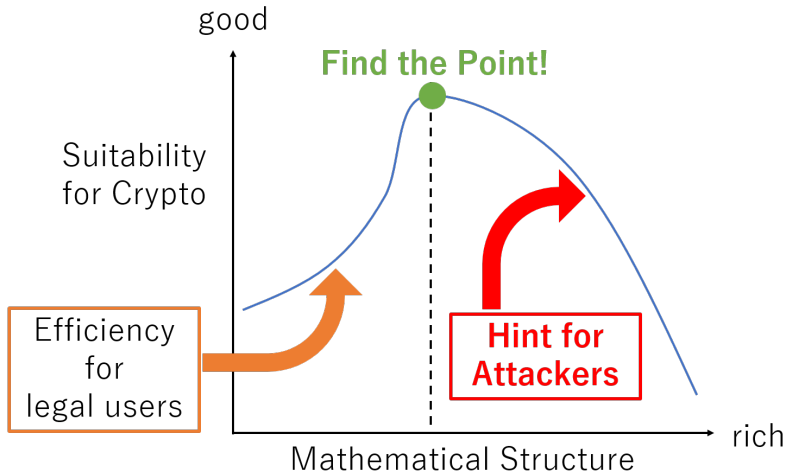 good
Find the Point!
Suitability
for Crypto
Efficiency
for
legal users
Hint for
Attackers
rich
Mathematical Structure